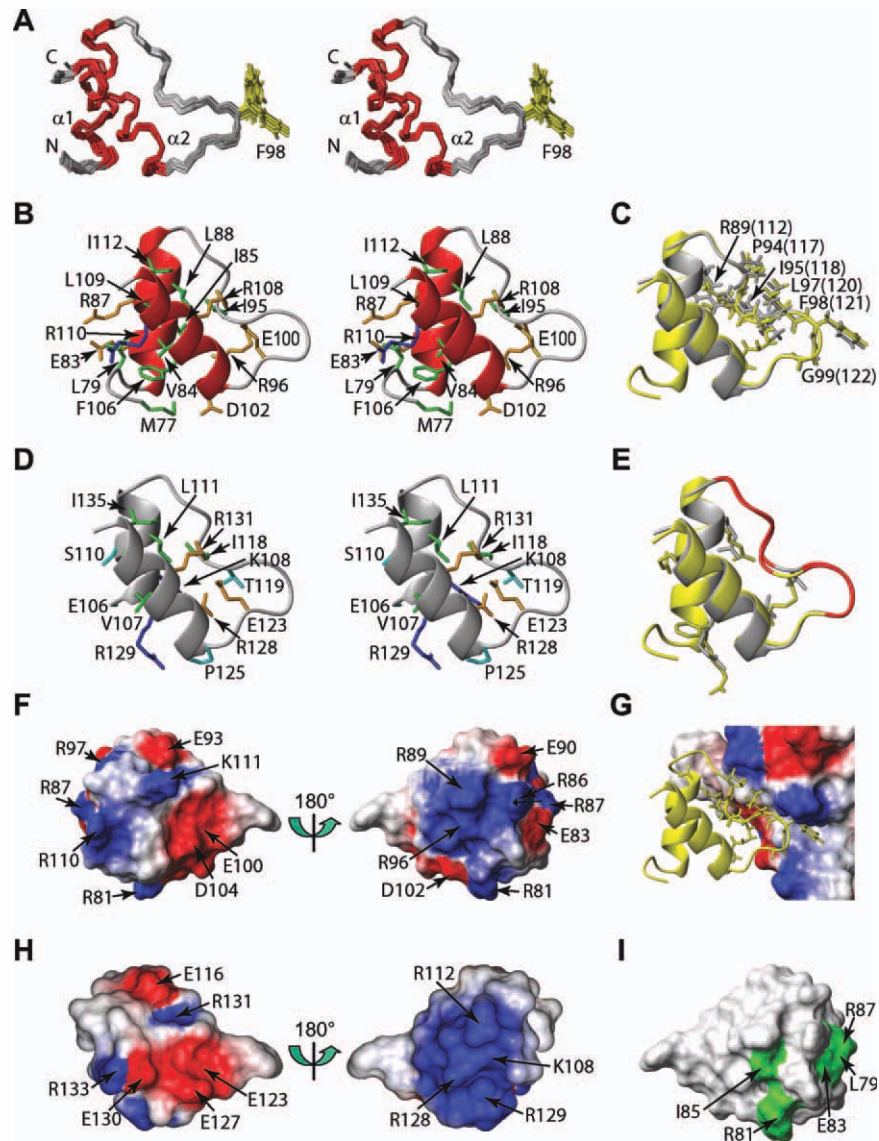 A
C
α1
N
α2
F98
C
α1
N
α2
F98
B
I112
L88
I85
L109
R87
R110
E83
L79
F106
M77
V84
D102
R96
E100
I95
R108
I112
L88
I85
L109
R87
R110
E83
L79
F106
M77
V84
D102
R96
E100
I95
R108
C
R89(112)
P94(117)
I95(118)
L97(120)
F98(121)
G99(122)
D
I135
L111
R131
I118
K108
S110
E106
V107
R129
P125
R128
E123
T119
I135
L111
R131
I118
K108
S110
E106
V107
R129
P125
R128
E123
T119
E
F
R97
E93
K111
R87
R110
R81
D104
E100
180°
R89
E90
R86
R87
E83
R96
D102
R81
G
H
E116
R131
R133
E130
E127
E123
180°
R112
K108
R128
R129
I
R87
L79
I85
R81
E83